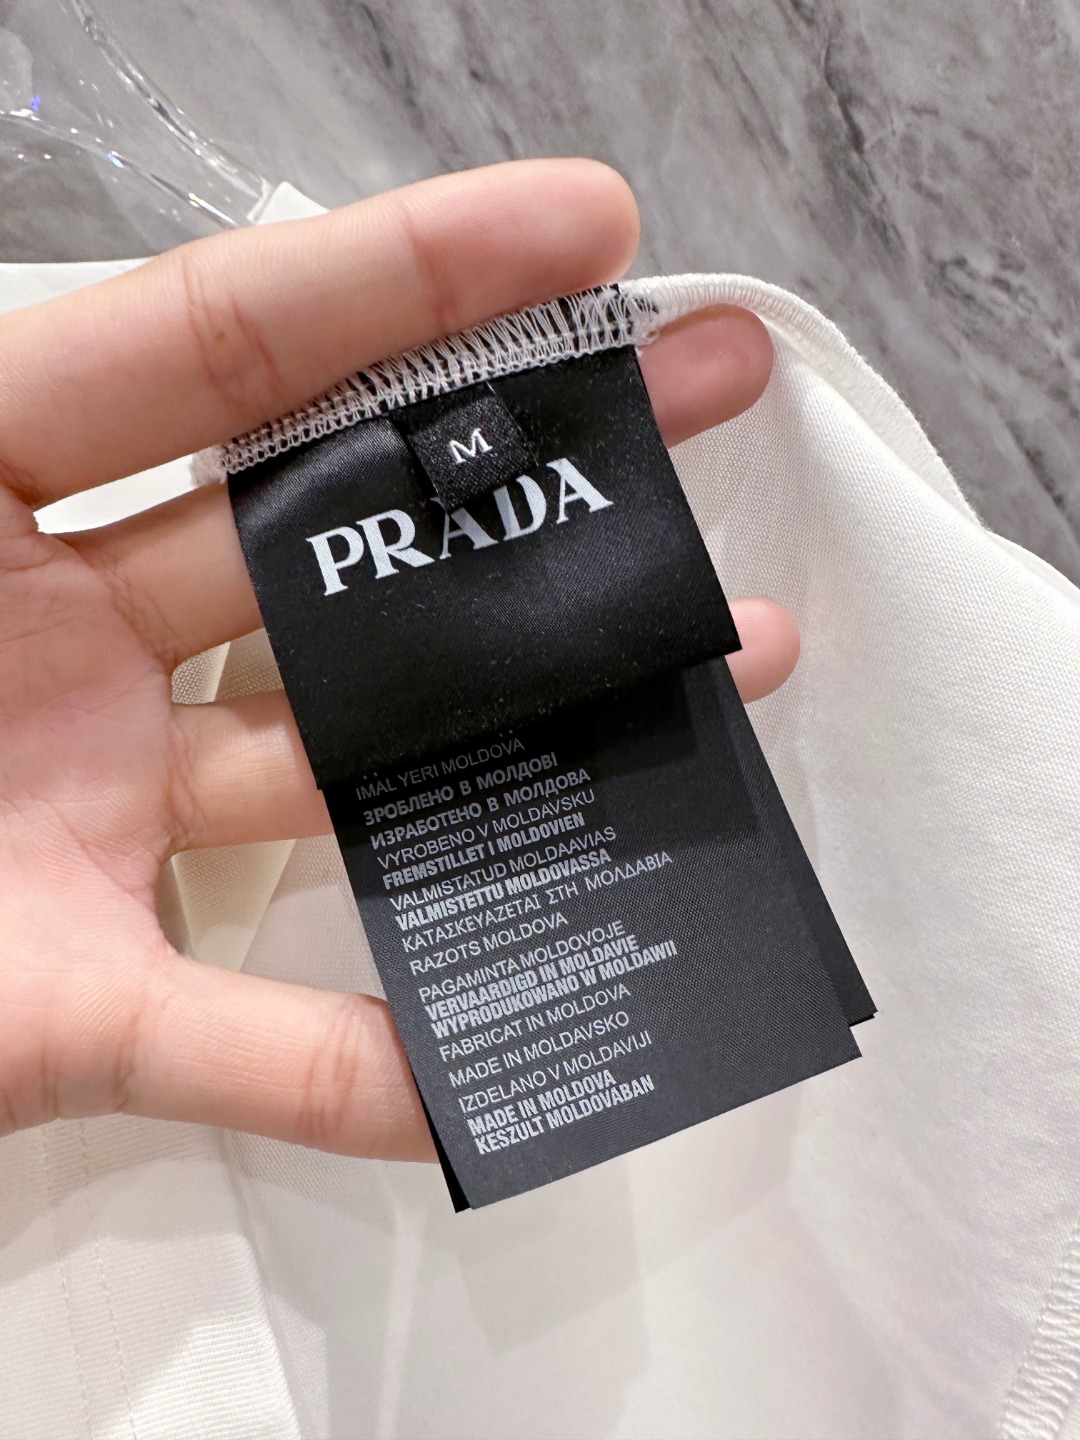 M
PRADA
İMAL YERI MOLDOVA
ЗРОБЛЕНО В МОЛДОВІ
ИЗРАБОТЕНО В МОЛДОВА
VYROBENO V MOLDAVSKU
FREMSTILLET I MOLDOVIEN
VALMISTATUD MOLDAAVIAS
VALMISTETTU MOLDOVASSA
ΚΑΤΑΣΚΕΥΑΖΕΤΑΙ ΣΤΗ ΜΟΛΔΑΒΙΑ
RAZOTS MOLDOVA
PAGAMINTA MOLDOVOJE
VERVAARDIGD IN MOLDAVIE
WYPRODUKOWANO W MOLDAWII
FABRICAT IN MOLDOVA
MADE IN MOLDAVSKO
IZDELANO V MOLDAVIJI
MADE IN MOLDOVA
KESZULT MOLDOVABAN